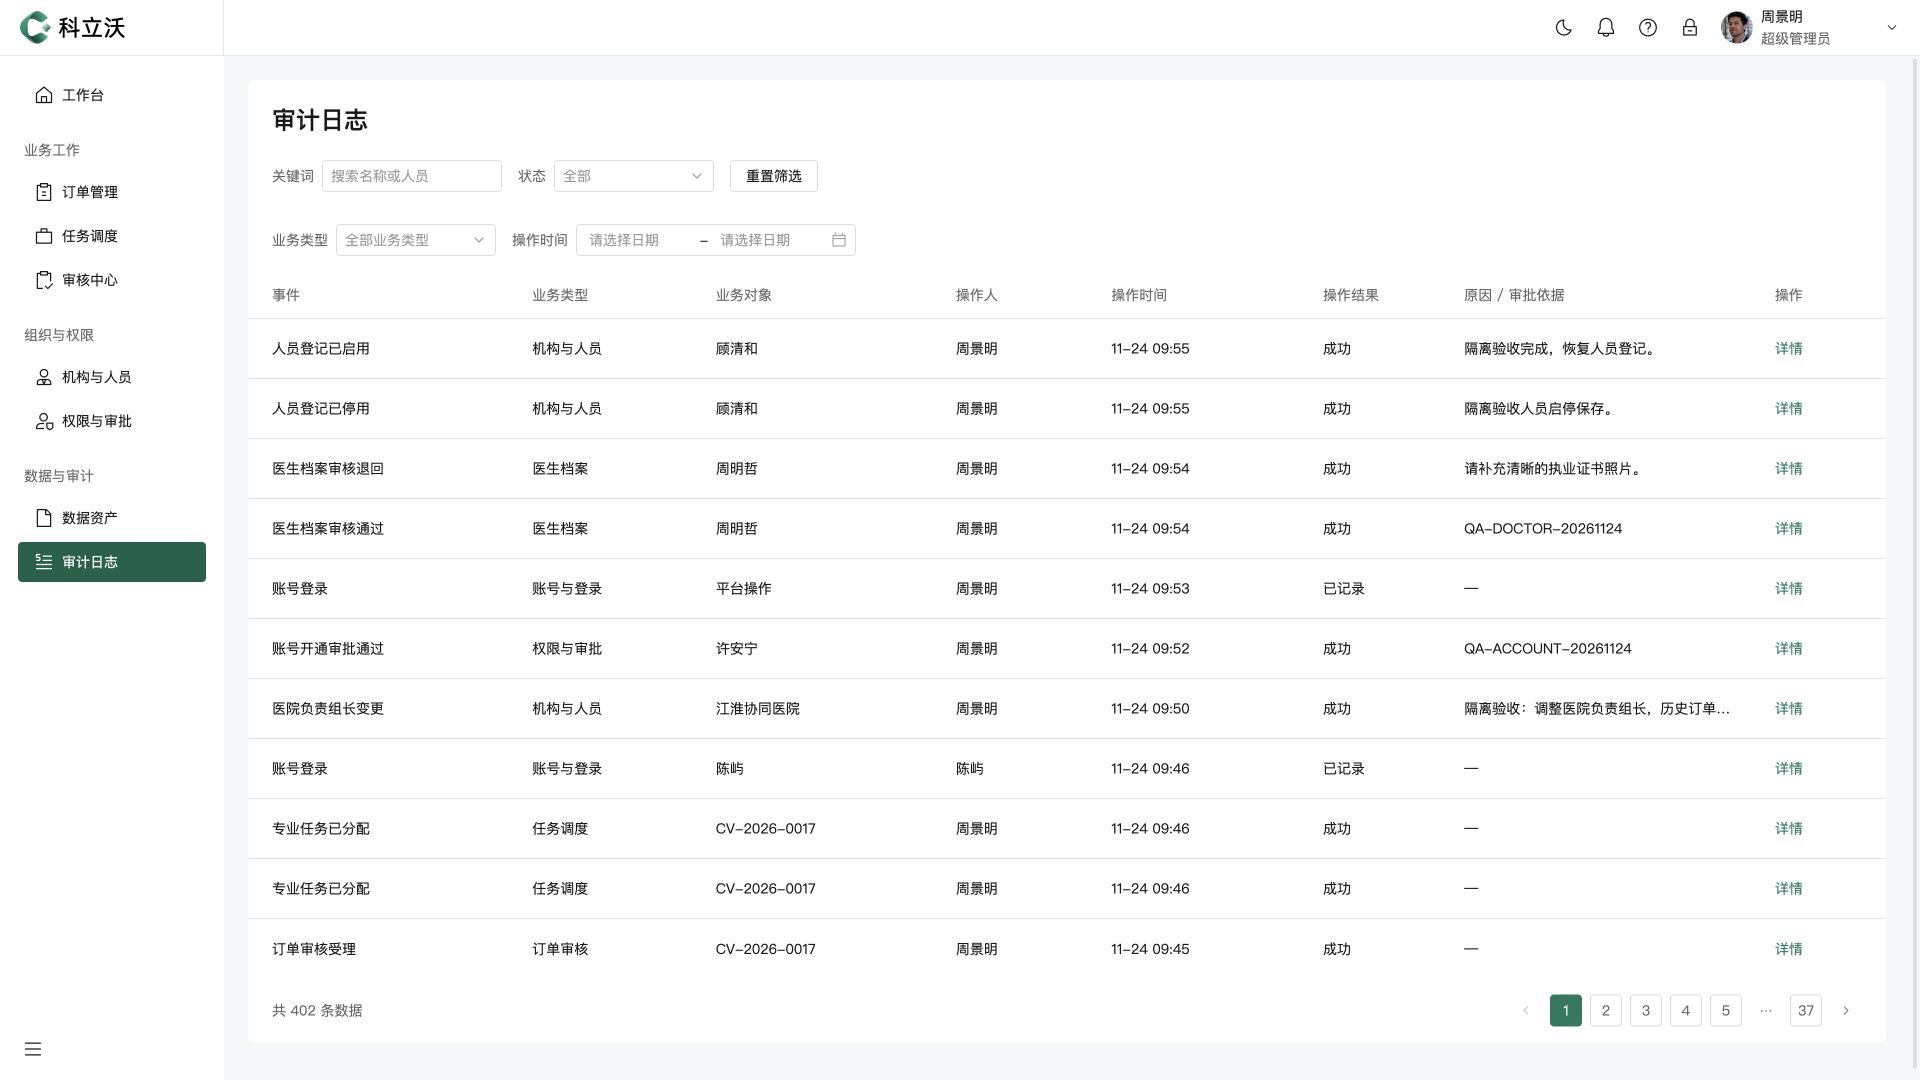 科立沃
周景明
超级管理员
工作台
业务工作
订单管理
任务调度
审核中心
组织与权限
机构与人员
权限与审批
数据与审计
数据资产
审计日志
审计日志
关键词 搜索名称或人员 状态 全部 重置筛选
业务类型 全部业务类型 操作时间 请选择日期 – 请选择日期
事件 业务类型 业务对象 操作人 操作时间 操作结果 原因 / 审批依据 操作
人员登记已启用 机构与人员 顾清和 周景明 11-24 09:55 成功 隔离验收完成，恢复人员登记。 详情
人员登记已停用 机构与人员 顾清和 周景明 11-24 09:55 成功 隔离验收人员启停保存。 详情
医生档案审核退回 医生档案 周明哲 周景明 11-24 09:54 成功 请补充清晰的执业证书照片。 详情
医生档案审核通过 医生档案 周明哲 周景明 11-24 09:54 成功 QA-DOCTOR-20261124 详情
账号登录 账号与登录 平台操作 周景明 11-24 09:53 已记录 — 详情
账号开通审批通过 权限与审批 许安宁 周景明 11-24 09:52 成功 QA-ACCOUNT-20261124 详情
医院负责组长变更 机构与人员 江淮协同医院 周景明 11-24 09:50 成功 隔离验收：调整医院负责组长，历史订单... 详情
账号登录 账号与登录 陈屿 陈屿 11-24 09:46 已记录 — 详情
专业任务已分配 任务调度 CV-2026-0017 周景明 11-24 09:46 成功 — 详情
专业任务已分配 任务调度 CV-2026-0017 周景明 11-24 09:46 成功 — 详情
订单审核受理 订单审核 CV-2026-0017 周景明 11-24 09:45 成功 — 详情
共 402 条数据 1 2 3 4 5 ··· 37